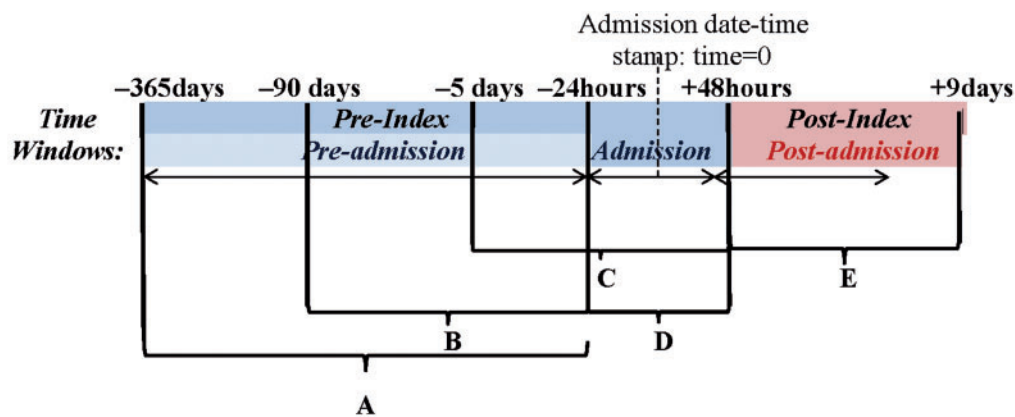 Admission date-time
stamp: time=0
–365days –90 days –5 days –24hours +48hours +9days
Time Pre-Index Post-Index
Windows: Pre-admission Admission Post-admission
C E
B D
A